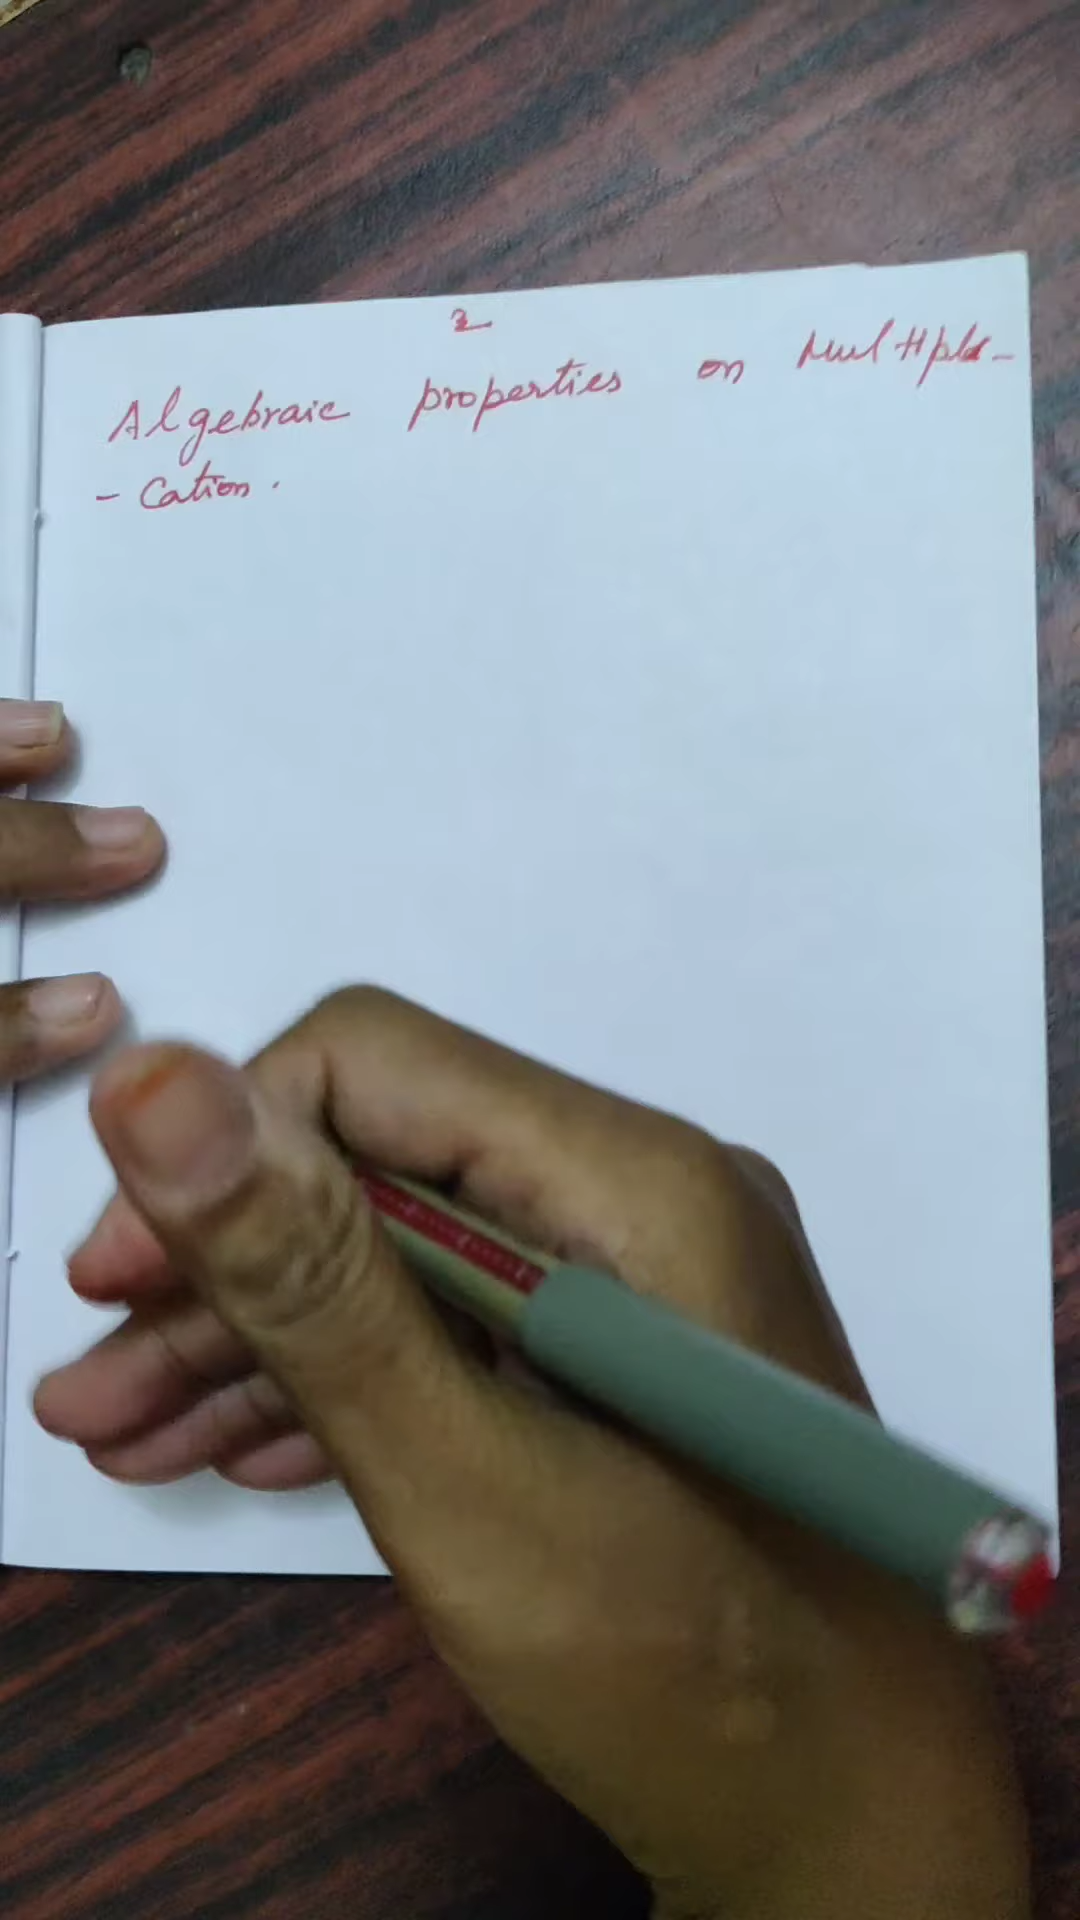 2
Algebraic properties on Multipli-
- Cation.